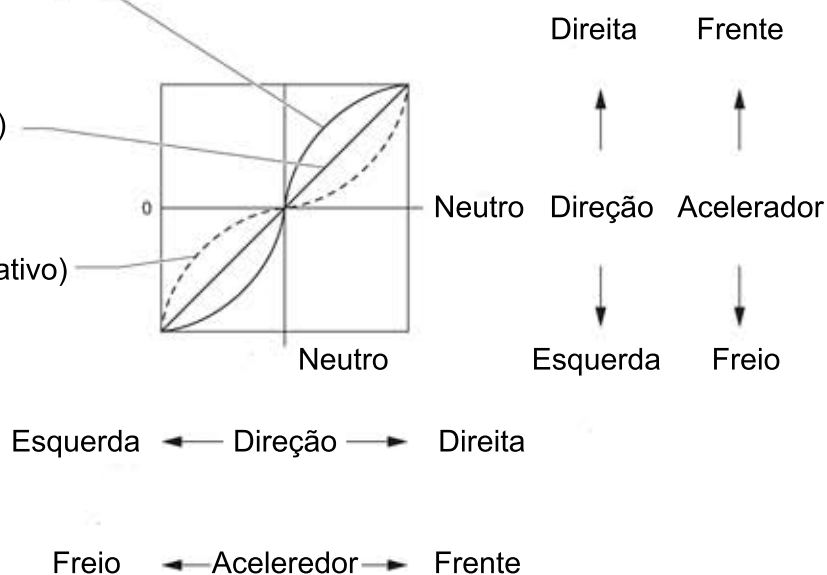 Direita Frente
)
0 Neutro Direção Acelerador
ativo)
Neutro Esquerda Freio
Esquerda Direção Direita
Freio Aceleredor Frente